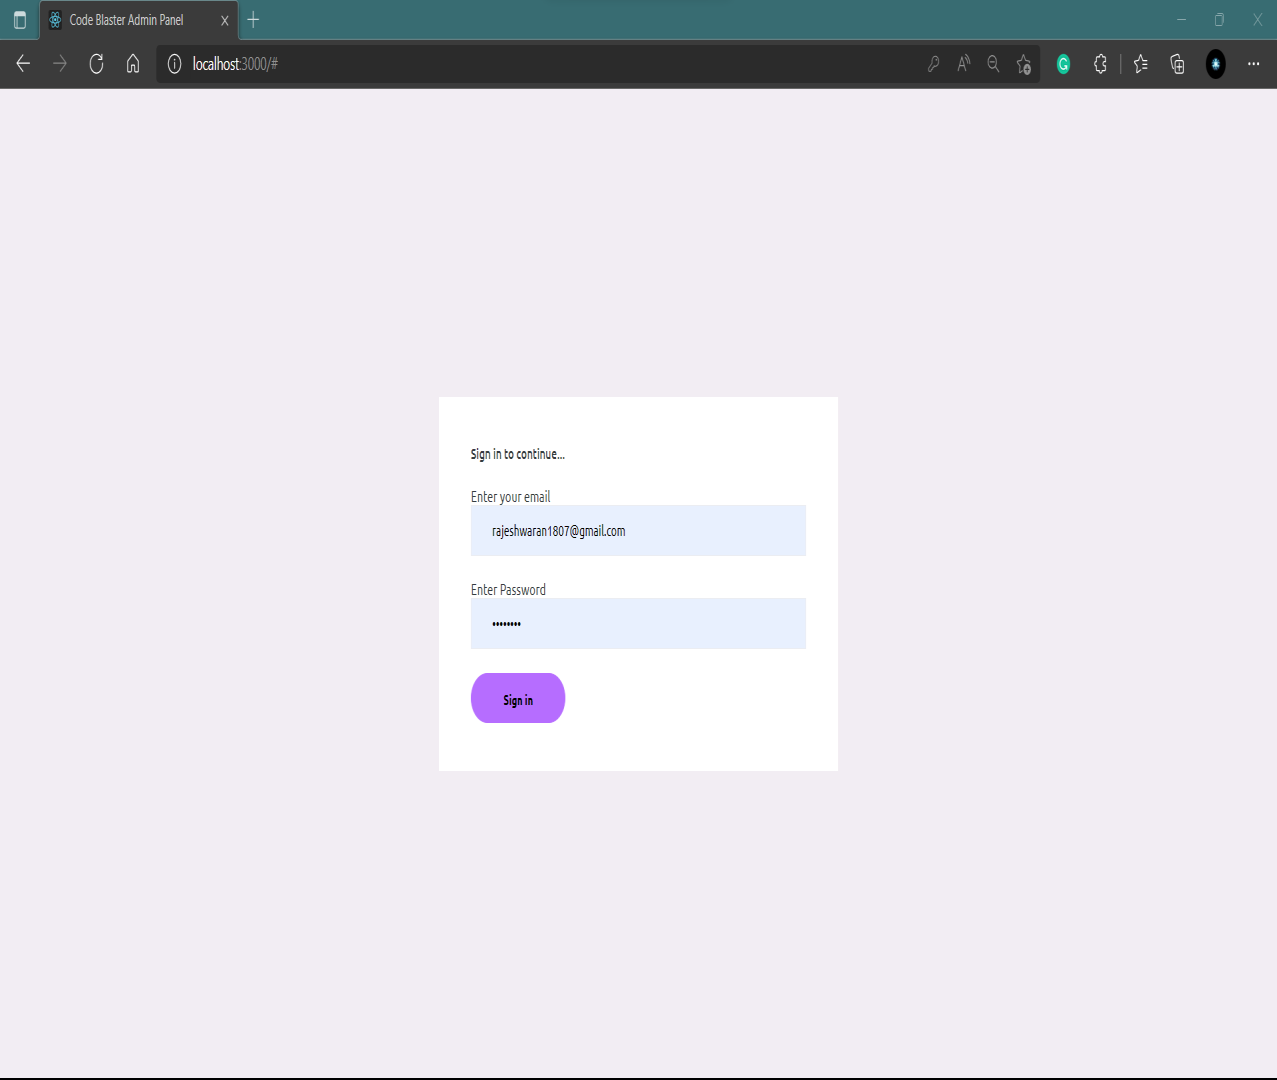 Code Blaster Admin Panel
localhost:3000/#
Sign in to continue...
Enter your email
rajeshwaran1807@gmail.com
Enter Password
••••••••
Sign in